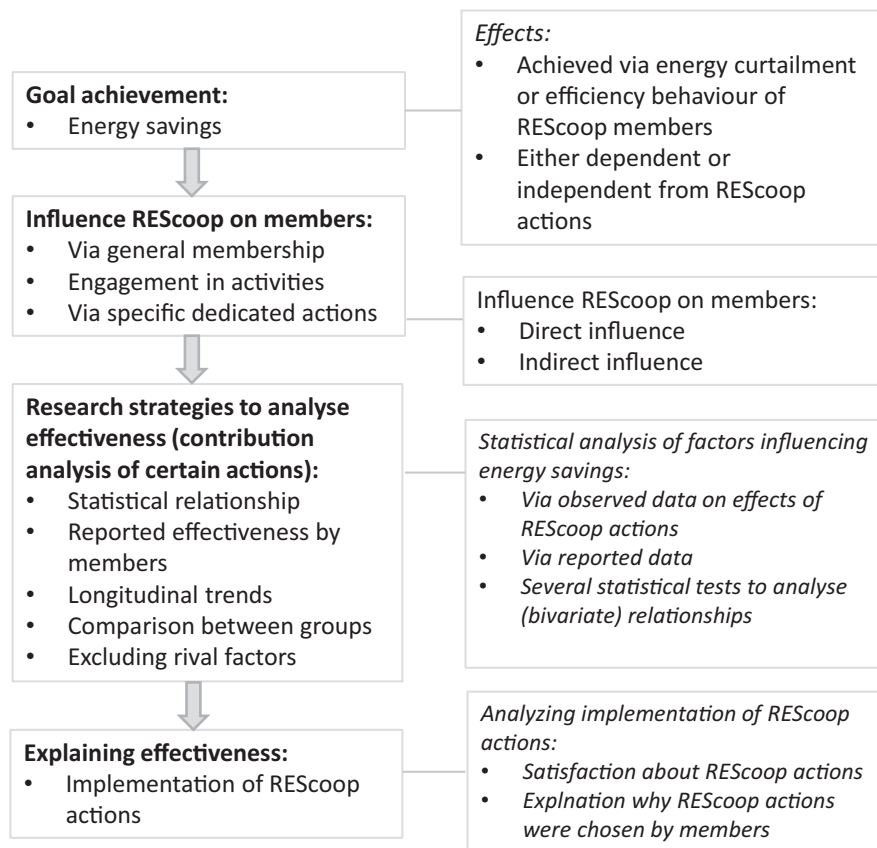 Goal achievement:
• Energy savings
Effects:
• Achieved via energy curtailment
or efficiency behaviour of
REScoop members
• Either dependent or
independent from REScoop
actions
Influence REScoop on members:
• Via general membership
• Engagement in activities
• Via specific dedicated actions
Influence REScoop on members:
• Direct influence
• Indirect influence
Research strategies to analyse
effectiveness (contribution
analysis of certain actions):
• Statistical relationship
• Reported effectiveness by
members
• Longitudinal trends
• Comparison between groups
• Excluding rival factors
Statistical analysis of factors influencing
energy savings:
• Via observed data on effects of
REScoop actions
• Via reported data
• Several statistical tests to analyse
(bivariate) relationships
Explaining effectiveness:
• Implementation of REScoop
actions
Analyzing implementation of REScoop
actions:
• Satisfaction about REScoop actions
• Explnation why REScoop actions
were chosen by members